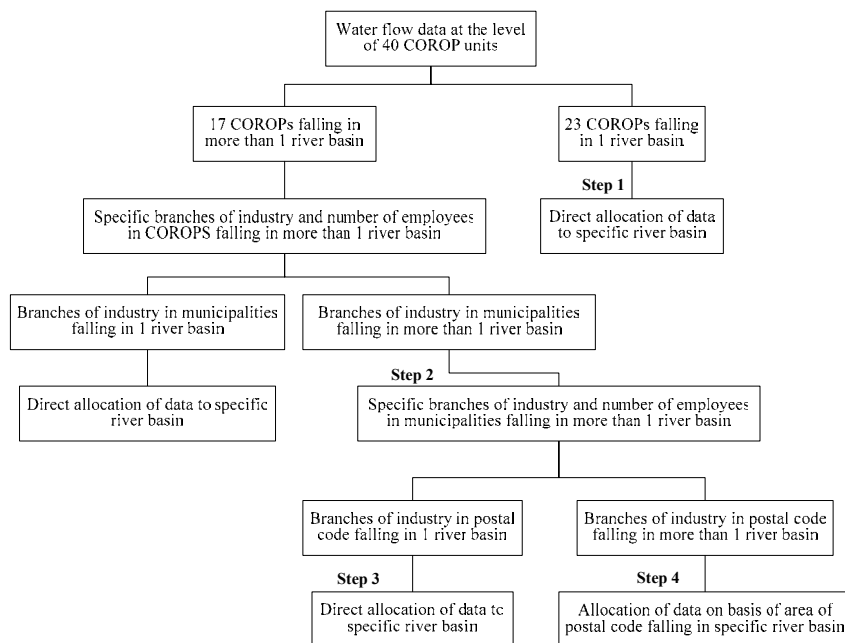 Water flow data at the level
of 40 COROP units
17 COROPs falling in
more than 1 river basin
23 COROPs falling
in 1 river basin
Step 1
Specific branches of industry and number of employees
in COROPS falling in more than 1 river basin
Direct allocation of data
to specific river basin
Branches of industry in municipalities
falling in 1 river basin
Branches of industry in municipalities
falling in more than 1 river basin
Step 2
Direct allocation of data to specific
river basin
Specific branches of industry and number of employees
in municipalities falling in more than 1 river basin
Branches of industry in postal
code falling in 1 river basin
Branches of industry in postal code
falling in more than 1 river basin
Step 3
Step 4
Direct allocation of data to
specific river basin
Allocation of data on basis of area of
postal code falling in specific river basin